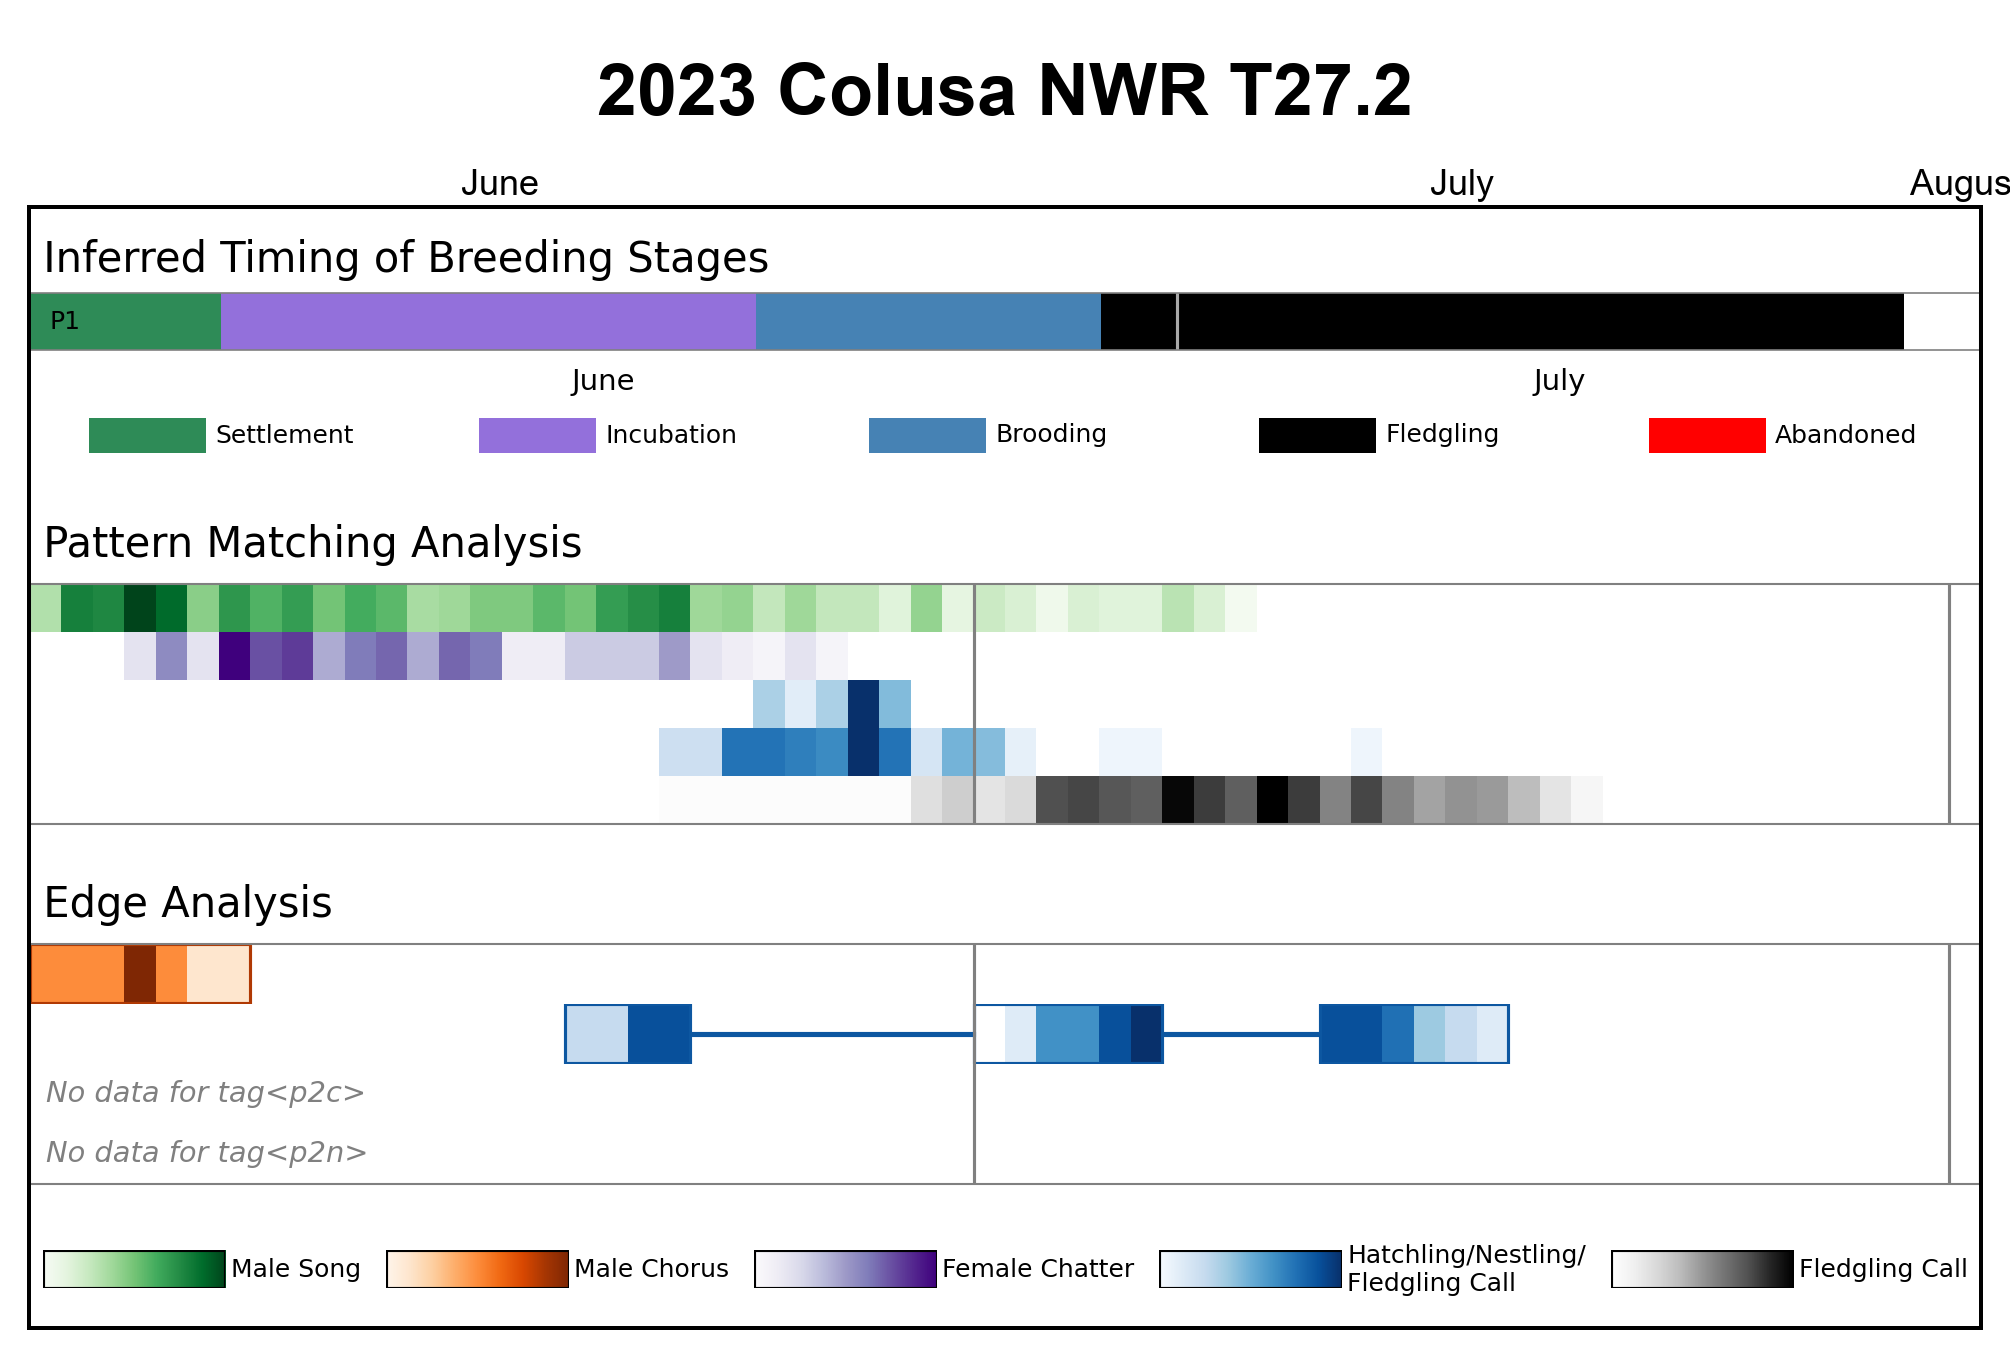 2023 Colusa NWR T27.2
June July Augus
Inferred Timing of Breeding Stages
P1
June July
Settlement Incubation Brooding Fledgling Abandoned
Pattern Matching Analysis
Edge Analysis
No data for tag<p2c>
No data for tag<p2n>
Male Song Male Chorus Female Chatter Hatchling/Nestling/
Fledgling Call Fledgling Call